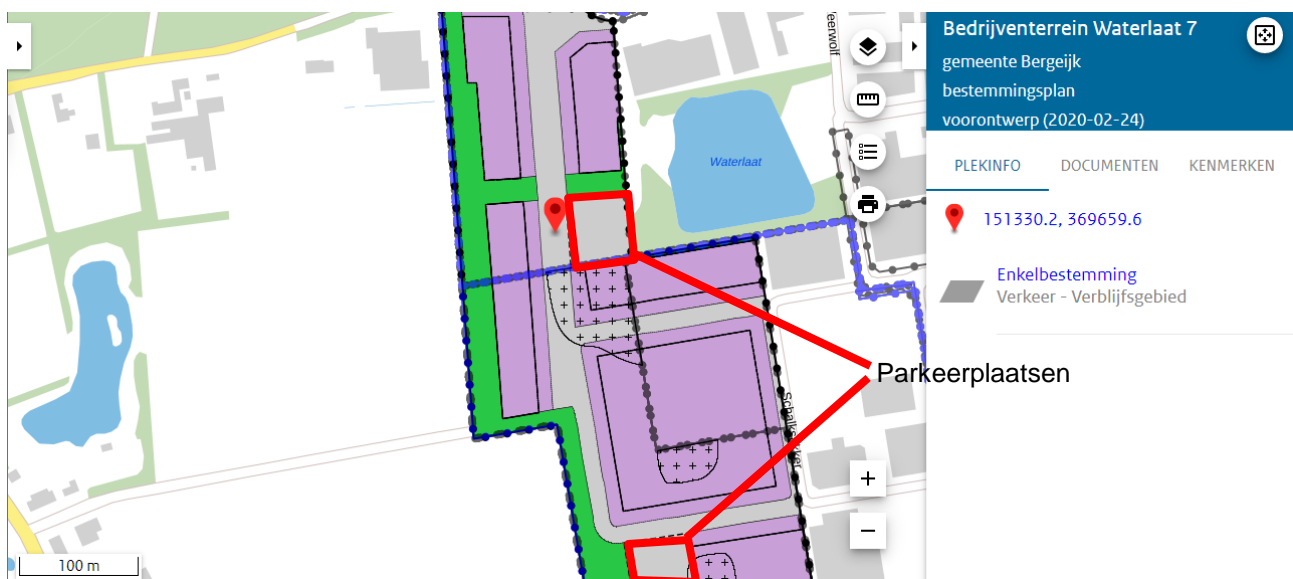 Weerwolf
Waterlaat
Parkeerplaatsen
100 m
Bedrijventerrein Waterlaat 7
gemeente Bergeijk
bestemmingsplan
voorontwerp (2020-02-24)
PLEKINFO DOCUMENTEN KENMERKEN
151330.2, 369659.6
Enkelbestemming
Verkeer - Verblijfsgebied